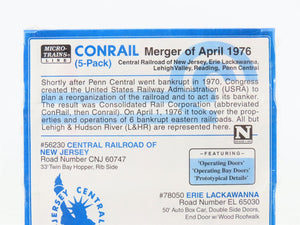 MICRO-
TRAINS
LINE
CONRAIL Merger of April 1976
(5-Pack) Central Railroad of New Jersey, Erie Lackawanna,
Lehigh Valley, Reading, Penn Central
Shortly after Penn Central went bankrupt in 1970, Congress
created the United States Railway Administration (USRA) to
plan a reorganization of the railroad and to act as its banker. The
result was Consolidated Rail Corporation (abbreviated
ConRail, then Conrail). On April 1, 1976 it took over the pro-
perties and operations of 6 bankrupt eastern railroads. All but
Lehigh & Hudson River (L&HR) are represented here.
N
#56230 CENTRAL RAILROAD OF
NEW JERSEY
Road Number CNJ 60747
33' Twin Bay Hopper, Rib Side
FEATURES:
'Operating Doors'
'Operating Bay Doors'
'Prototypical Details'
#78050 ERIE LACKAWANNA
Road Number EL 65030
50' Auto Box Car, Double Side Doors,
End Door w/Wood Roofwalk
JERSEY CENTRAL